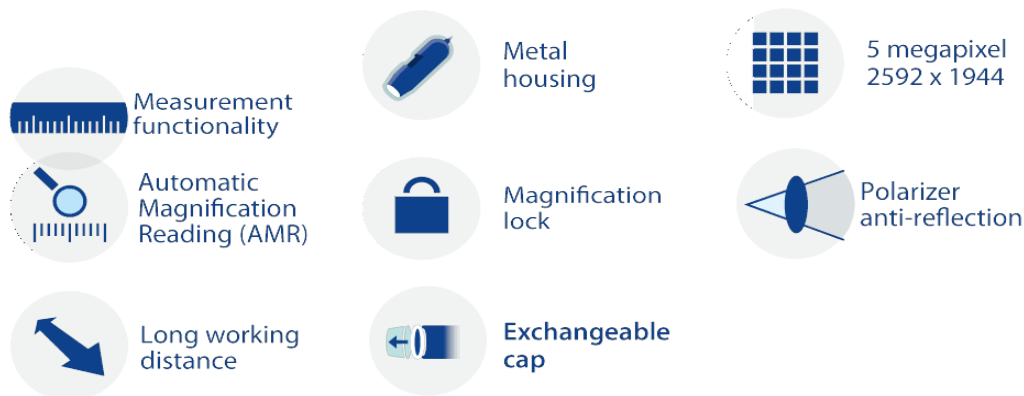 Measurement
functionality
Metal
housing
5 megapixel
2592 x 1944
Automatic
Magnification
Reading (AMR)
Magnification
lock
Polarizer
anti-reflection
Long working
distance
Exchangeable
cap